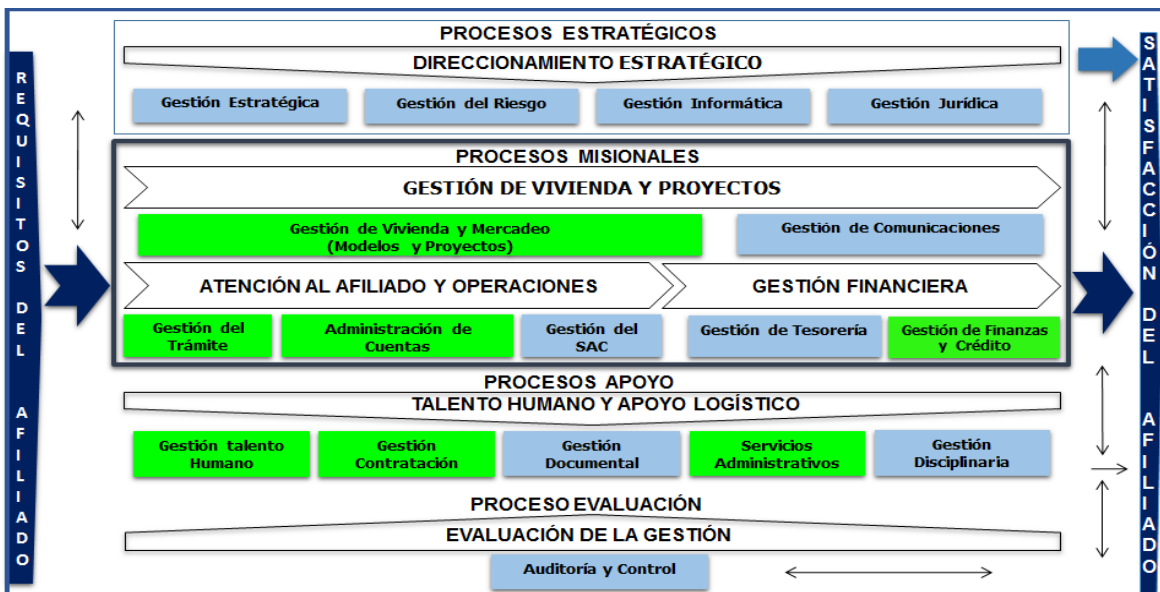 PROCESOS ESTRATÉGICOS
DIRECCIONAMIENTO ESTRATÉGICO
Gestión Estratégica
Gestión del Riesgo
Gestión Informática
Gestión Jurídica
REQUISITOS DEL AFILIADO
PROCESOS MISIONALES
GESTIÓN DE VIVIENDA Y PROYECTOS
Gestión de Vivienda y Mercadeo
(Modelos y Proyectos)
Gestión de Comunicaciones
ATENCIÓN AL AFILIADO Y OPERACIONES
GESTIÓN FINANCIERA
Gestión del
Trámite
Administración de
Cuentas
Gestión del
SAC
Gestión de Tesorería
Gestión de Finanzas
y Crédito
PROCESOS APOYO
TALENTO HUMANO Y APOYO LOGÍSTICO
Gestión talento
Humano
Gestión
Contratación
Gestión
Documental
Servicios
Administrativos
Gestión
Disciplinaria
PROCESO EVALUACIÓN
EVALUACIÓN DE LA GESTIÓN
Auditoría y Control
SATISFACCIÓN DEL AFILIADO